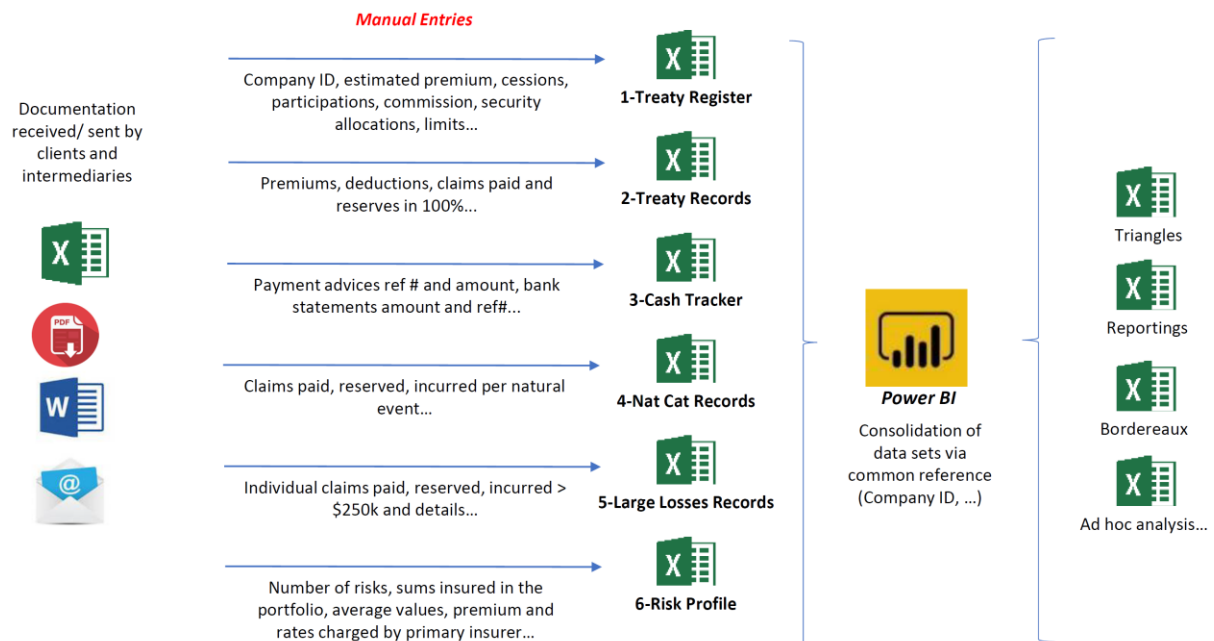 Manual Entries
Documentation
received/ sent by
clients and
intermediaries
X
PDF
W
@
Company ID, estimated premium, cessions,
participations, commission, security
allocations, limits...
X
1-Treaty Register
Premiums, deductions, claims paid and
reserves in 100%...
X
2-Treaty Records
Payment advices ref # and amount, bank
statements amount and ref#...
X
3-Cash Tracker
Claims paid, reserved, incurred per natural
event...
X
4-Nat Cat Records
Individual claims paid, reserved, incurred >
$250k and details...
X
5-Large Losses Records
Number of risks, sums insured in the
portfolio, average values, premium and
rates charged by primary insurer...
X
6-Risk Profile
Power BI
Consolidation of
data sets via
common reference
(Company ID, ...)
X
Triangles
X
Reportings
X
Bordereaux
X
Ad hoc analysis...